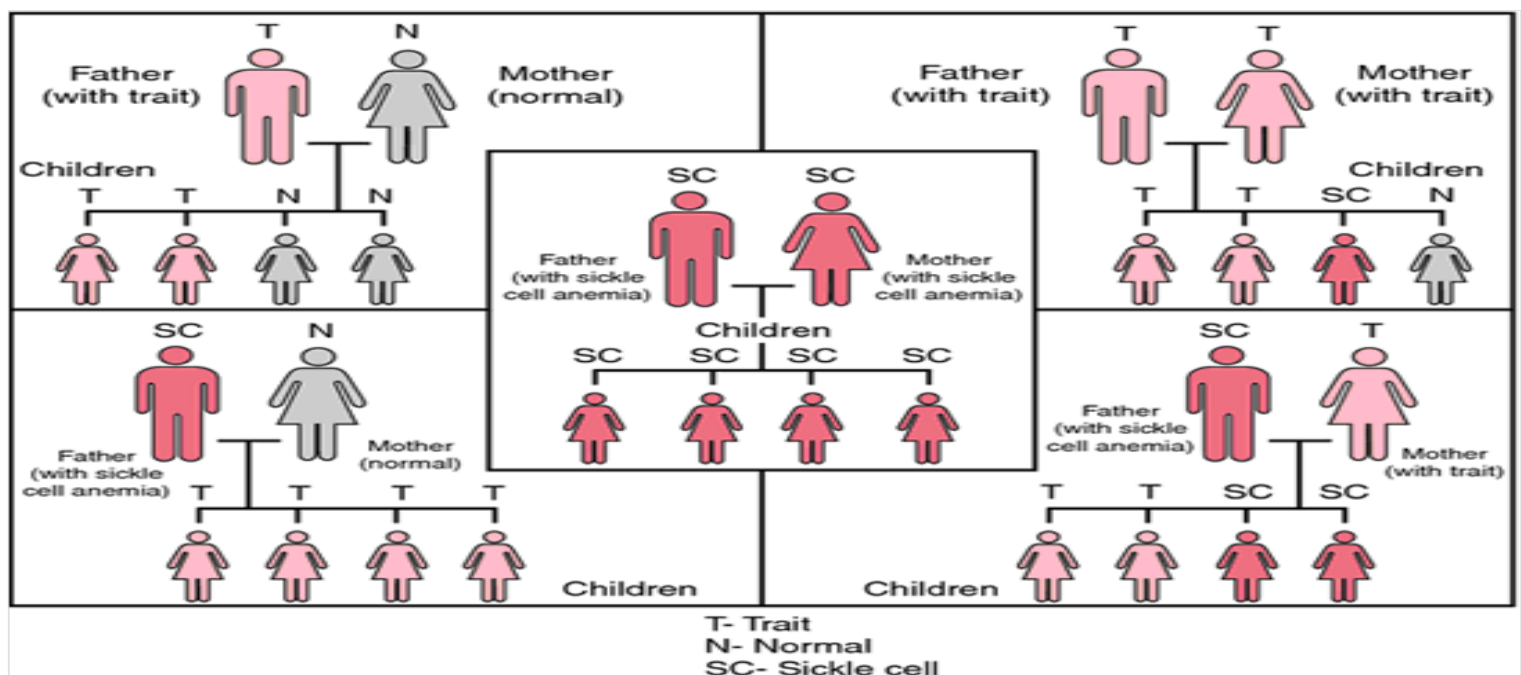 T N
Father
(with trait)
Mother
(normal)
Children
T T N N
T T
Father
(with trait)
Mother
(with trait)
Children
T T SC N
SC SC
Father
(with sickle
cell anemia)
Mother
(with sickle
cell anemia)
Children
SC SC SC SC
SC N
Father
(with sickle
cell anemia)
Mother
(normal)
T T T T
Children
SC T
Father
(with sickle
cell anemia)
Mother
(with trait)
T T SC SC
Children
T- Trait
N- Normal
SC- Sickle cell